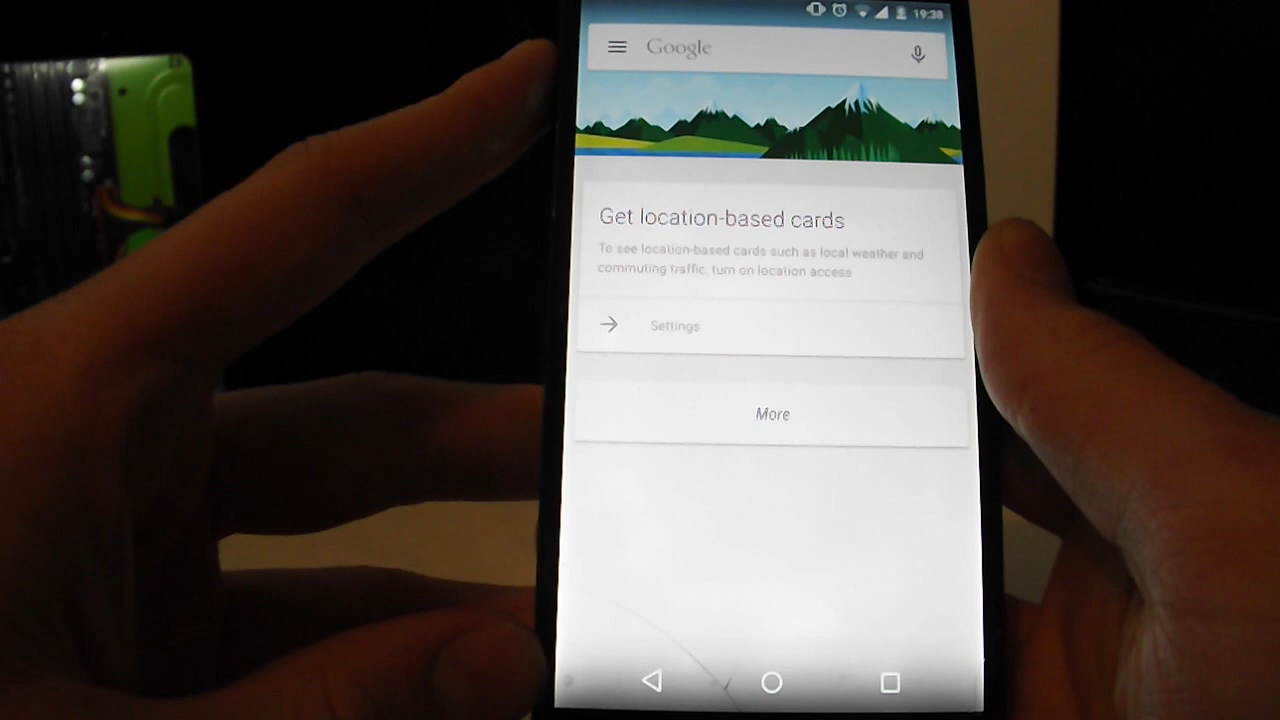 19:38
Google
Get location-based cards
To see location-based cards such as local weather and
commuting traffic, turn on location access
Settings
More